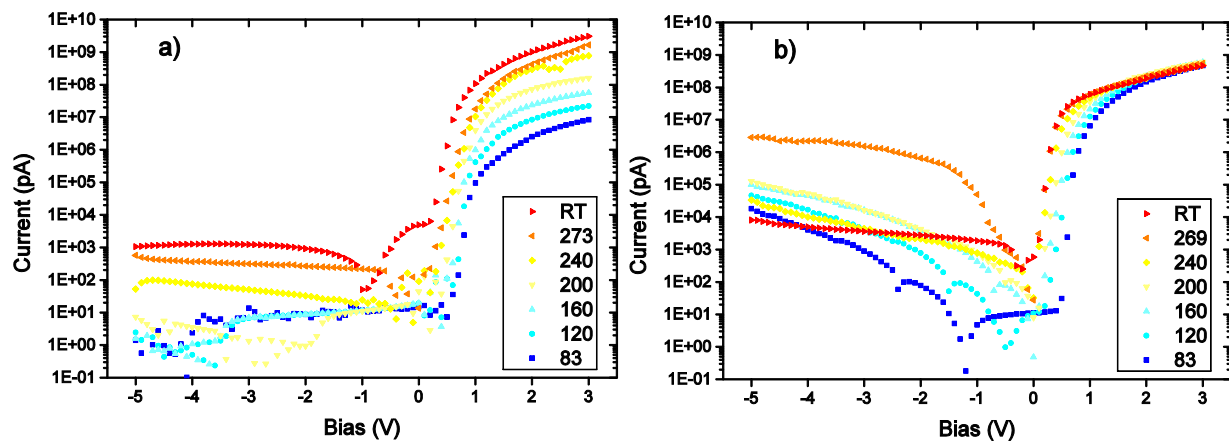 a)
1E+10
1E+09
1E+08
1E+07
1E+06
1E+05
1E+04
1E+03
1E+02
1E+01
1E+00
1E-01
Current (pA)
-5 -4 -3 -2 -1 0 1 2 3
Bias (V)
RT
273
240
200
160
120
83
b)
1E+10
1E+09
1E+08
1E+07
1E+06
1E+05
1E+04
1E+03
1E+02
1E+01
1E+00
1E-01
Current (pA)
-5 -4 -3 -2 -1 0 1 2 3
Bias (V)
RT
269
240
200
160
120
83